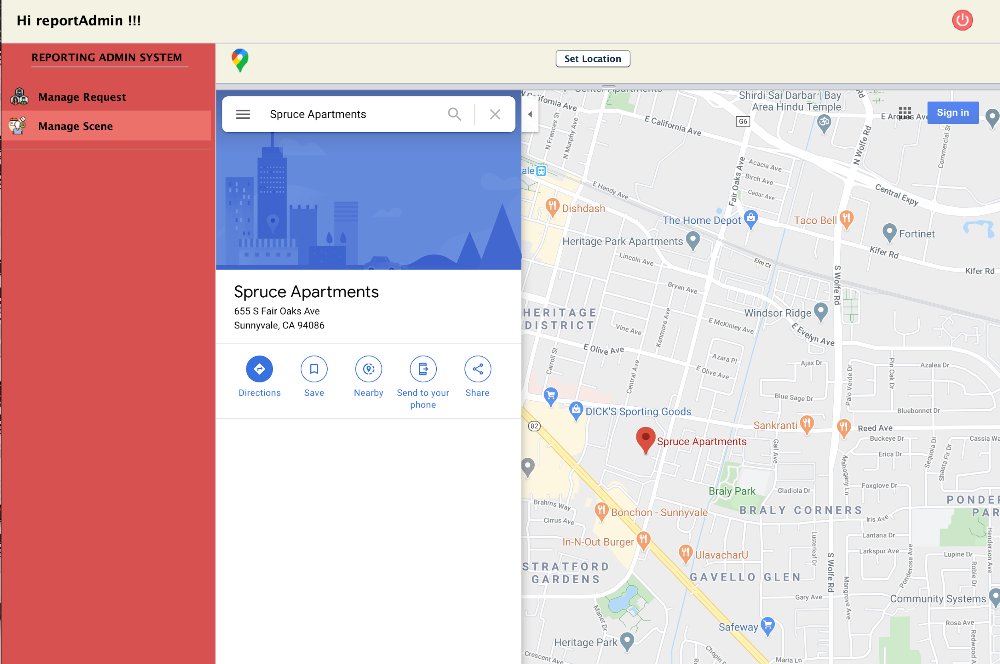 Hi reportAdmin !!!
REPORTING ADMIN SYSTEM
Manage Request
Manage Scene
Set Location
Spruce Apartments
Spruce Apartments
655 S Fair Oaks Ave
Sunnyvale, CA 94086
Directions
Save
Nearby
Send to your
phone
Share
W California Ave
Center Apartments
Shirdi Sai Darbar | Bay
Area Hindu Temple
Rd
E California Ave
G6
E Arques Ave
Sign in
N Frances St
N Murphy Ave
N Wolfe Rd
Commercial St
ale
Acacia Ave
Birch Ave
Cedar Ave
Fair Oaks Ave
E Hendy Ave
Central Expy
Dishdash
The Home Depot
Taco Bell
Fortinet
Heritage Park Apartments
Kifer Rd
Lincoln Ave
Elm Ct
Kifer Rd
S Wolfe Rd
Bryan Ave
HERITAGE
DISTRICT
Windsor Ridge
Vine Ave
Kenmore Ave
E McKinley Ave
E Evelyn Ave
E Olive Ave
Carroll St
Central Ave
Azara Pl
E Olive Ave
Ajax Dr
Palo Verde Dr
Pin Oak Dr
Azalea Dr
Blue Sage Dr
Bluebonnet Dr
DICK'S Sporting Goods
82
Sankranti
Reed Ave
Spruce Apartments
Gail Ave
Buckeye Dr
Cassia Wa
Erica Dr
Sequoia Dr
Shasta Fir Dr
Mahogany Ln
Foxglove Dr
Braly Park
Gladiola Dr
BRALY CORNERS
PONDER
PAR
Brahms Way
Cirrus Ave
Bonchon - Sunnyvale
Iris Ave
Lusterleaf Dr
Lantana Dr
Henderson Ave
In-N-Out Burger
UlavacharU
Larkspur Ave
Ponderosa Ave
Lupine Dr
Roble Dr
STRATFORD
GARDENS
GAVELLO GLEN
S Wolfe Rd
Mangrove Ave
Gary Ave
Community Systems
Manet Dr
Safeway
Rosa Ave
Redwood A
Heritage Park
Crescent Ave
Chopin D
Ro
Maria Ln